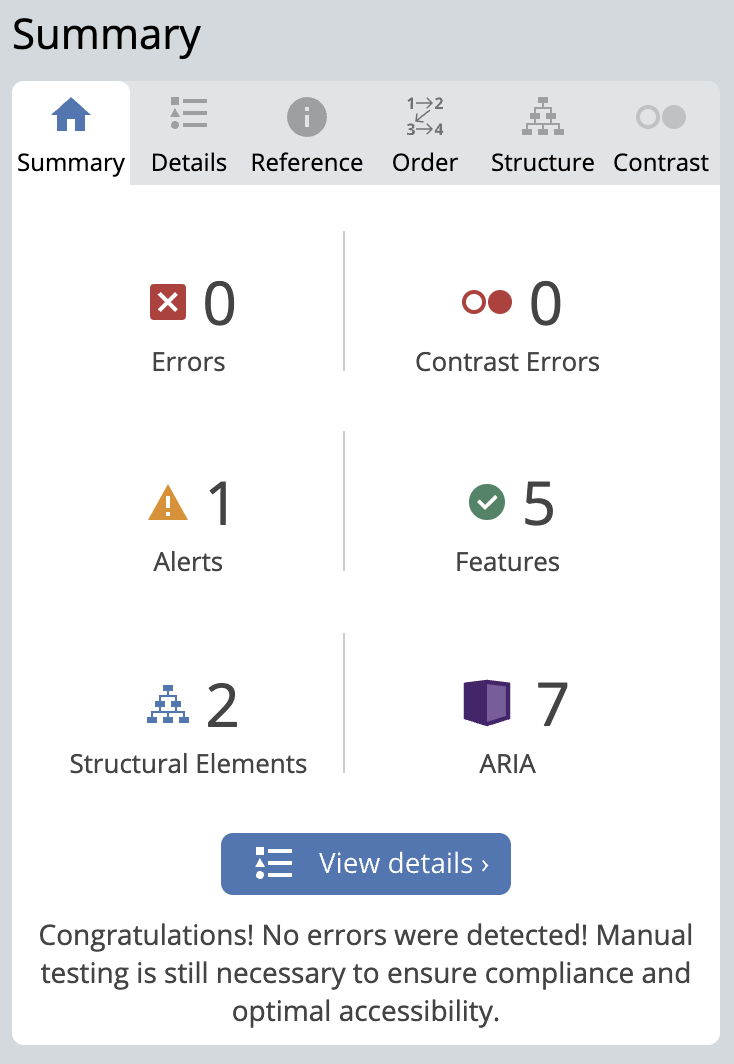 Summary
Summary
Details
Reference
1→2
3→4
Order
Structure
Contrast
0
Errors
0
Contrast Errors
1
Alerts
5
Features
2
Structural Elements
7
ARIA
View details ›
Congratulations! No errors were detected! Manual
testing is still necessary to ensure compliance and
optimal accessibility.